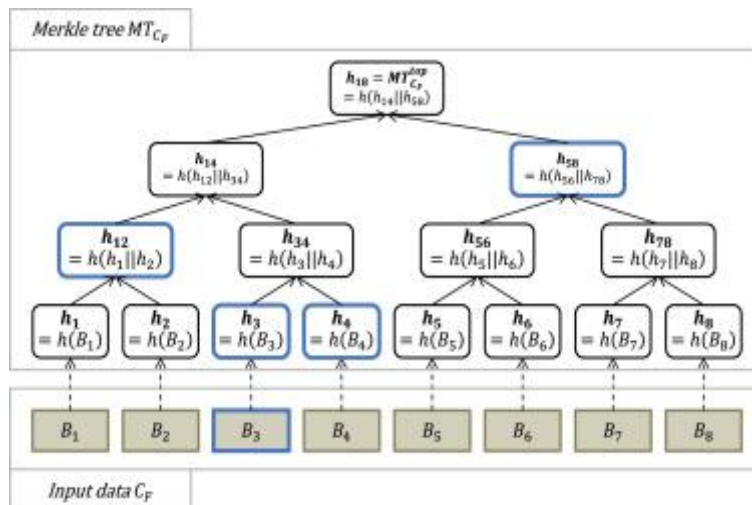 Merkle tree MT_{C_F}
h_{18} = MT_{C_F}^{top}
= h(h_{14}||h_{58})
h_{14}
= h(h_{12}||h_{34})
h_{58}
= h(h_{56}||h_{78})
h_{12}
= h(h_1||h_2)
h_{34}
= h(h_3||h_4)
h_{56}
= h(h_5||h_6)
h_{78}
= h(h_7||h_8)
h_1
= h(B_1)
h_2
= h(B_2)
h_3
= h(B_3)
h_4
= h(B_4)
h_5
= h(B_5)
h_6
= h(B_6)
h_7
= h(B_7)
h_8
= h(B_8)
B_1
B_2
B_3
B_4
B_5
B_6
B_7
B_8
Input data C_F